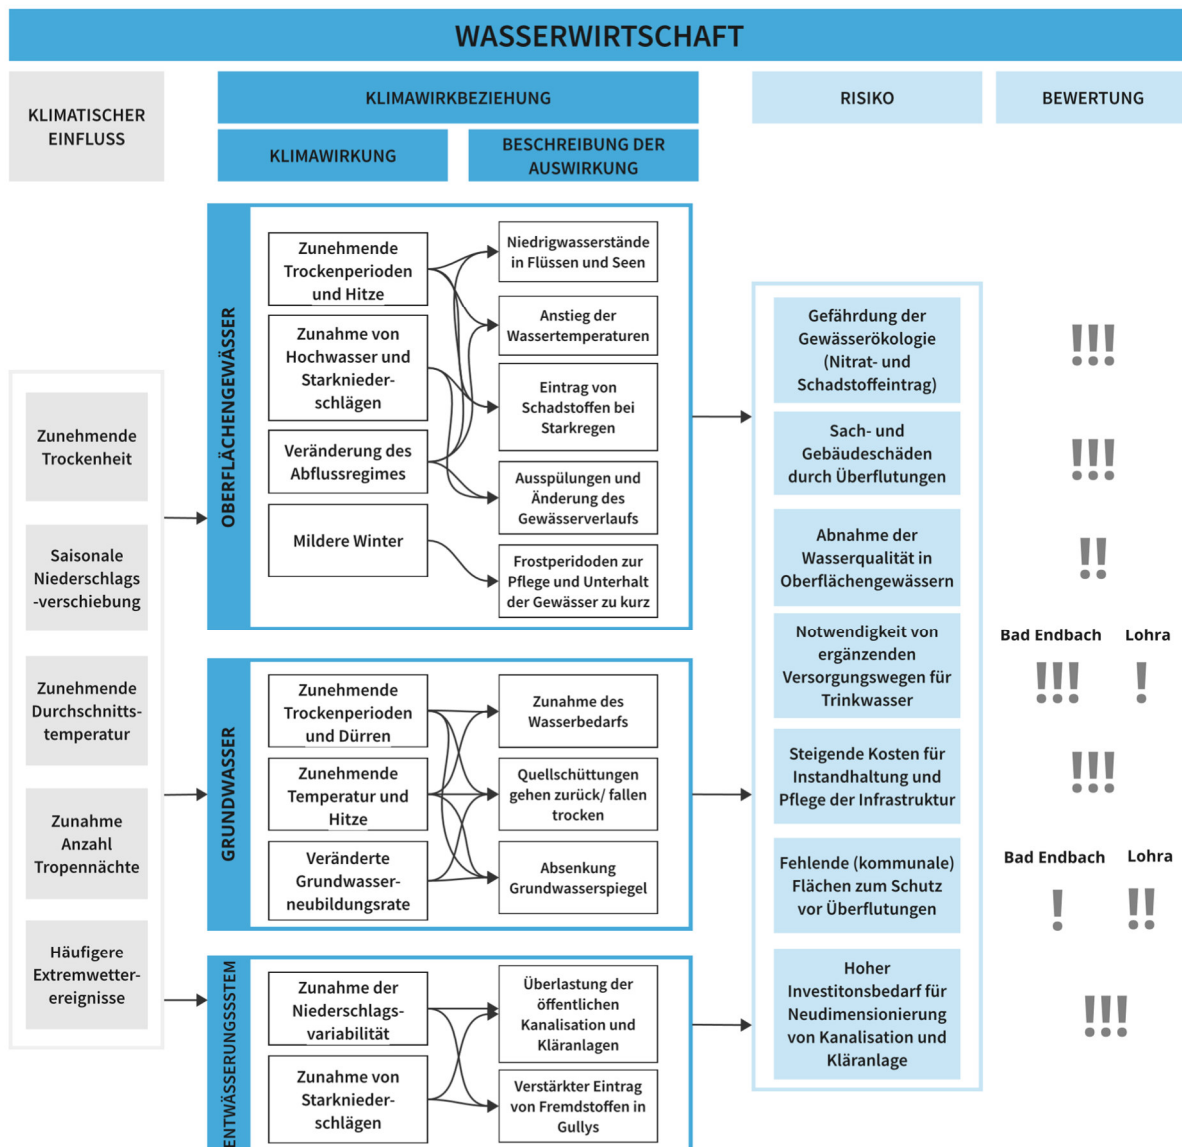 WASSERWIRTSCHAFT
KLIMATISCHER
EINFLUSS
KLIMAWIRKBEZIEHUNG
KLIMAWIRKUNG
BESCHREIBUNG DER
AUSWIRKUNG
RISIKO
BEWERTUNG
Zunehmende
Trockenheit
Saisonale
Niederschlags
-verschiebung
Zunehmende
Durchschnitts-
temperatur
Zunahme
Anzahl
Tropennächte
Häufigere
Extremwetter-
ereignisse
OBERFLÄCHENGEWÄSSER
Zunehmende
Trockenperioden
und Hitze
Zunahme von
Hochwasser und
Starknieder-
schlägen
Veränderung des
Abflussregimes
Mildere Winter
Niedrigwasserstände
in Flüssen und Seen
Anstieg der
Wassertemperaturen
Eintrag von
Schadstoffen bei
Starkregen
Ausspülungen und
Änderung des
Gewässerverlaufs
Frostperidoden zur
Pflege und Unterhalt
der Gewässer zu kurz
GRUNDWASSER
Zunehmende
Trockenperioden
und Dürren
Zunehmende
Temperatur und
Hitze
Veränderte
Grundwasser-
neubildungsrate
Zunahme des
Wasserbedarfs
Quellschüttungen
gehen zurück/ fallen
trocken
Absenkung
Grundwasserspiegel
ENTWÄSSERUNGSSSTEM
Zunahme der
Niederschlags-
variabilität
Zunahme von
Starknieder-
schlägen
Überlastung der
öffentlichen
Kanalisation und
Kläranlagen
Verstärkter Eintrag
von Fremdstoffen in
Gullys
Gefährdung der
Gewässerökologie
(Nitrat- und
Schadstoffeintrag)
!!!
Sach- und
Gebäudeschäden
durch Überflutungen
!!!
Abnahme der
Wasserqualität in
Oberflächengewässern
!!
Notwendigkeit von
ergänzenden
Versorgungswegen für
Trinkwasser
Bad Endbach Lohra
!!! !
Steigende Kosten für
Instandhaltung und
Pflege der Infrastruktur
!!!
Fehlende (kommunale)
Flächen zum Schutz
vor Überflutungen
Bad Endbach Lohra
! !!
Hoher
Investitonsbedarf für
Neudimensionierung
von Kanalisation und
Kläranlage
!!!